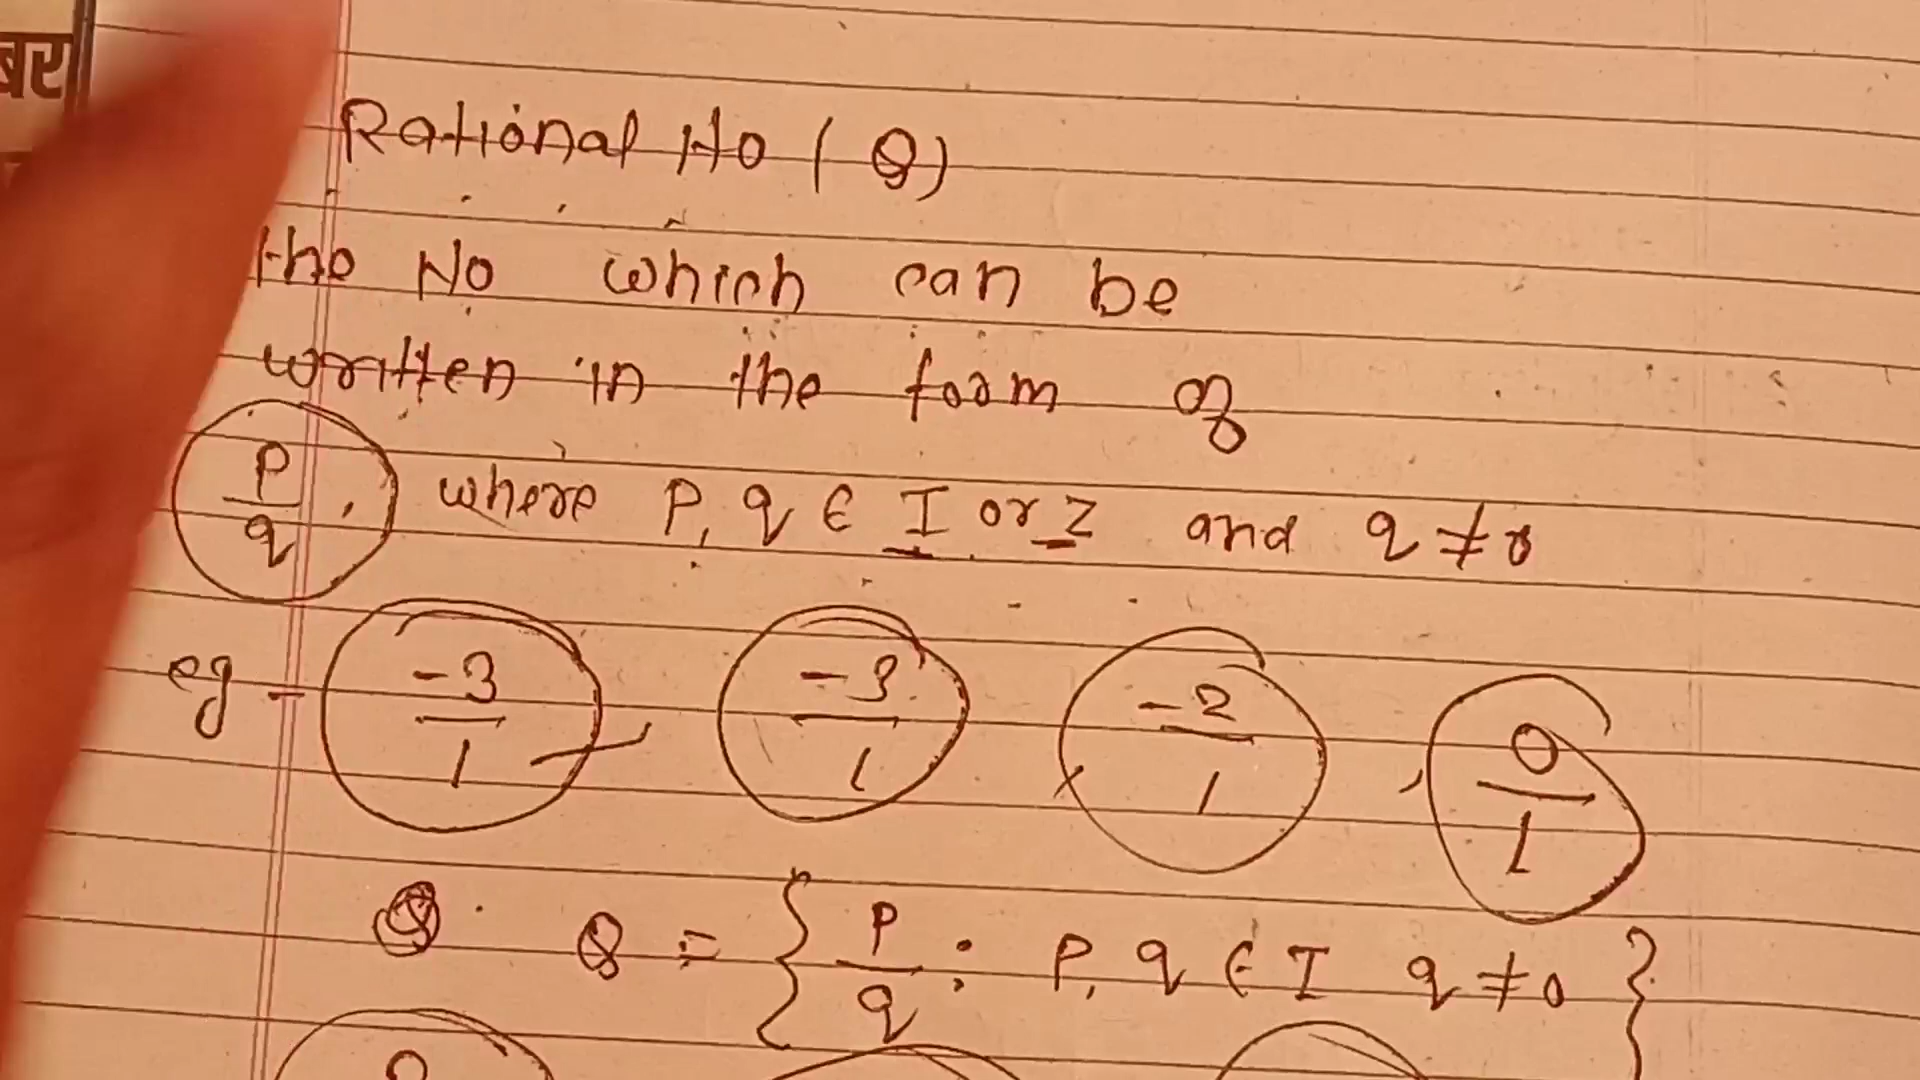 बर
Rational No (Q)
the No which can be
written in the form of
p/q, where P, q ∈ I or Z and q ≠ 0
eg - -3/1 -3/1 -2/1 , 0/1
Q Q = { P/q : P, q ∈ I q ≠ 0 }